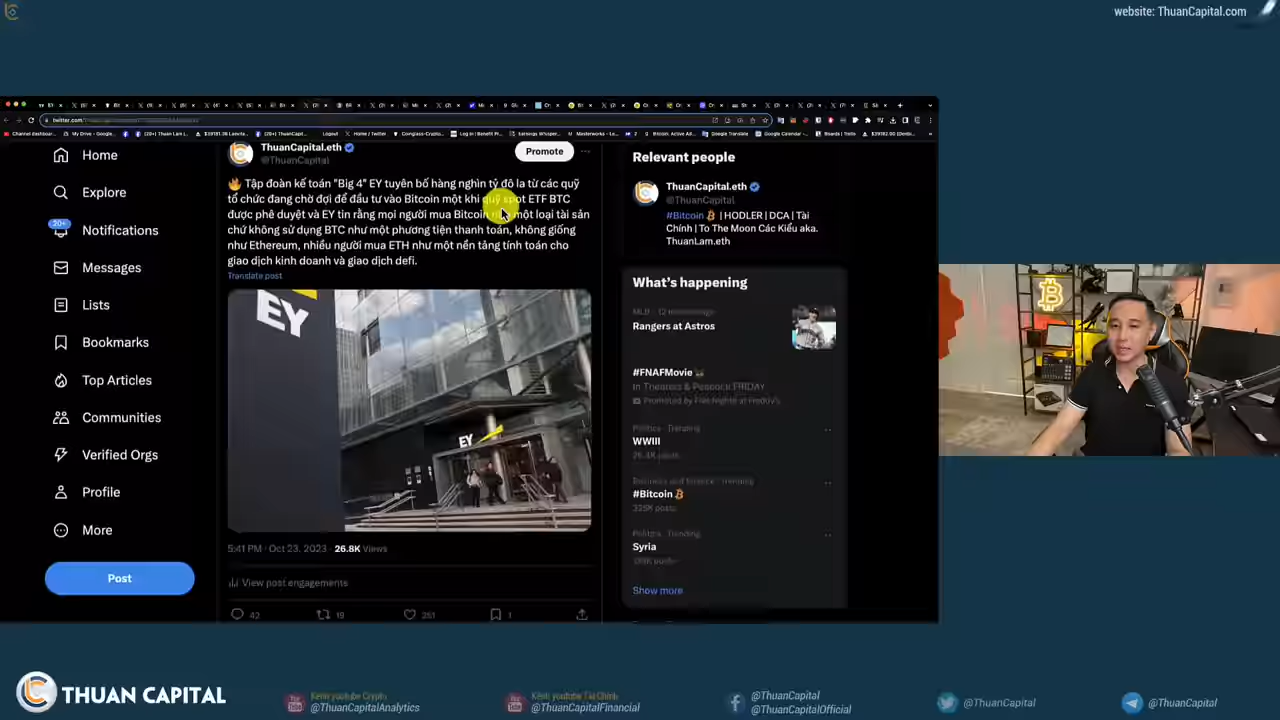 website: ThuanCapital.com
twitter.com/
Home
Explore
20+
Notifications
Messages
Lists
Bookmarks
Top Articles
Communities
Verified Orgs
Profile
More
Post
ThuanCapital.eth
@ThuanCapital
Promote
🔥 Tập đoàn kế toán "Big 4" EY tuyên bố hàng nghìn tỷ đô la từ các quỹ
tổ chức đang chờ đợi để đầu tư vào Bitcoin một khi quỹ spot ETF BTC
được phê duyệt và EY tin rằng mọi người mua Bitcoin một loại tài sản
chứ không sử dụng BTC như một phương tiện thanh toán, không giống
như Ethereum, nhiều người mua ETH như một nền tảng tính toán cho
giao dịch kinh doanh và giao dịch defi.
Translate post
EY
EY
5:41 PM · Oct 23, 2023 · 26.8K Views
View post engagements
42
19
251
1
Relevant people
ThuanCapital.eth
@ThuanCapital
#Bitcoin | HODLER | DCA | Tài
Chính | To The Moon Các Kiểu aka.
ThuanLam.eth
What's happening
Rangers at Astros
#FNAFMovie
In Theaters & Peacock FRIDAY
Promoted by Five Nights at Freddy's
Politics · Trending
WWIII
26.4K posts
Business and finance · Trending
#Bitcoin
325K posts
Politics · Trending
Syria
Show more
THUAN CAPITAL
Kênh youtube Crypto
@ThuanCapitalAnalytics
Kênh youtube Tài Chính
@ThuanCapitalFinancial
@ThuanCapital
@ThuanCapitalOfficial
@ThuanCapital
@ThuanCapital